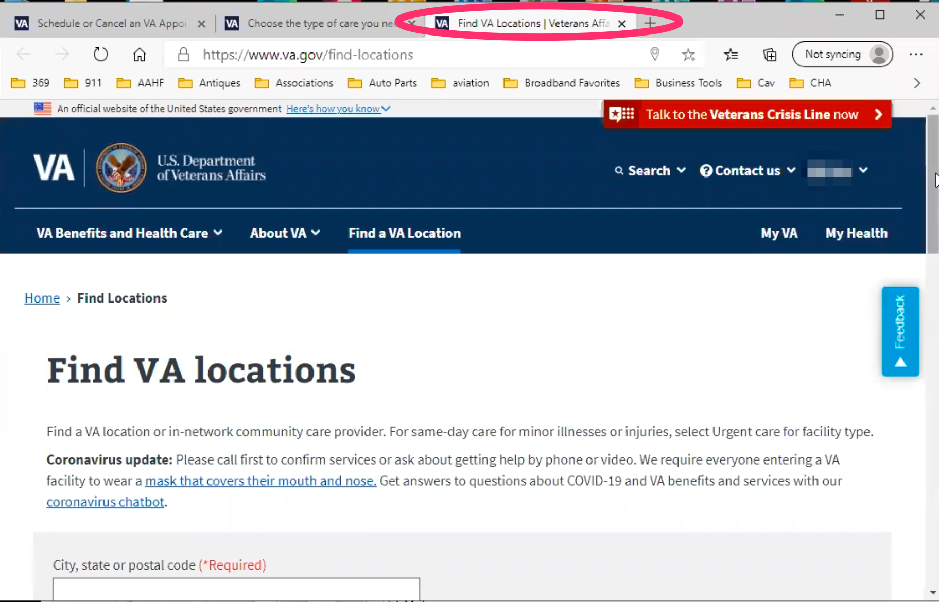 Schedule or Cancel an VA Appoi
Choose the type of care you ne
Find VA Locations | Veterans Affa
https://www.va.gov/find-locations
Not syncing
369 911 AAHF Antiques Associations Auto Parts aviation Broadband Favorites Business Tools Cav CHA
An official website of the United States government Here's how you know
Talk to the Veterans Crisis Line now
VA
U.S. Department
of Veterans Affairs
Search Contact us
VA Benefits and Health Care About VA Find a VA Location My VA My Health
Home › Find Locations
Feedback
Find VA locations
Find a VA location or in-network community care provider. For same-day care for minor illnesses or injuries, select Urgent care for facility type.
Coronavirus update: Please call first to confirm services or ask about getting help by phone or video. We require everyone entering a VA
facility to wear a mask that covers their mouth and nose. Get answers to questions about COVID-19 and VA benefits and services with our
coronavirus chatbot.
City, state or postal code (*Required)